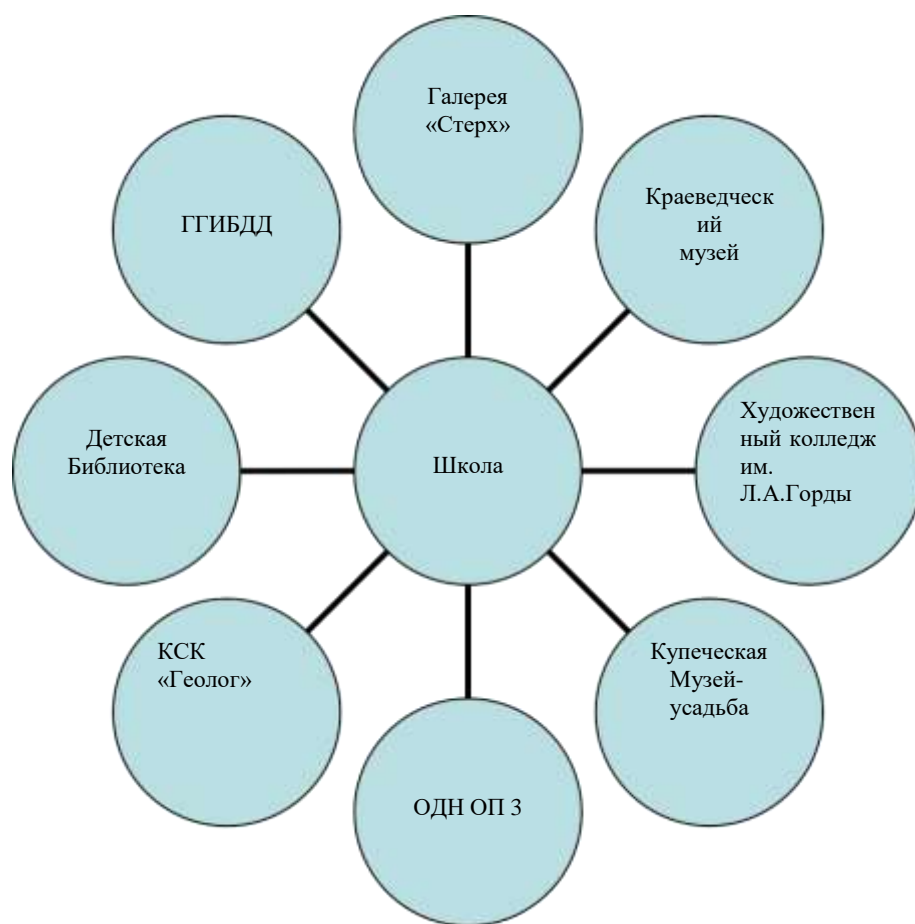 Галерея
«Стерх»
ГГИБДД
Краеведческ
ий
музей
Детская
Библиотека
Школа
Художествен
ный колледж
им.
Л.А.Горды
КСК
«Геолог»
Купеческая
Музей-
усадьба
ОДН ОП 3